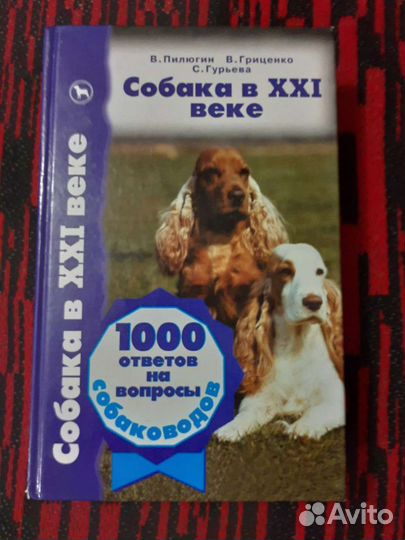 В. Пилюгин В. Гриценко
С. Гурьева
Собака в XXI
веке
Собака в XXI веке
1000
ответов
на
вопросы
собаководов
Avito